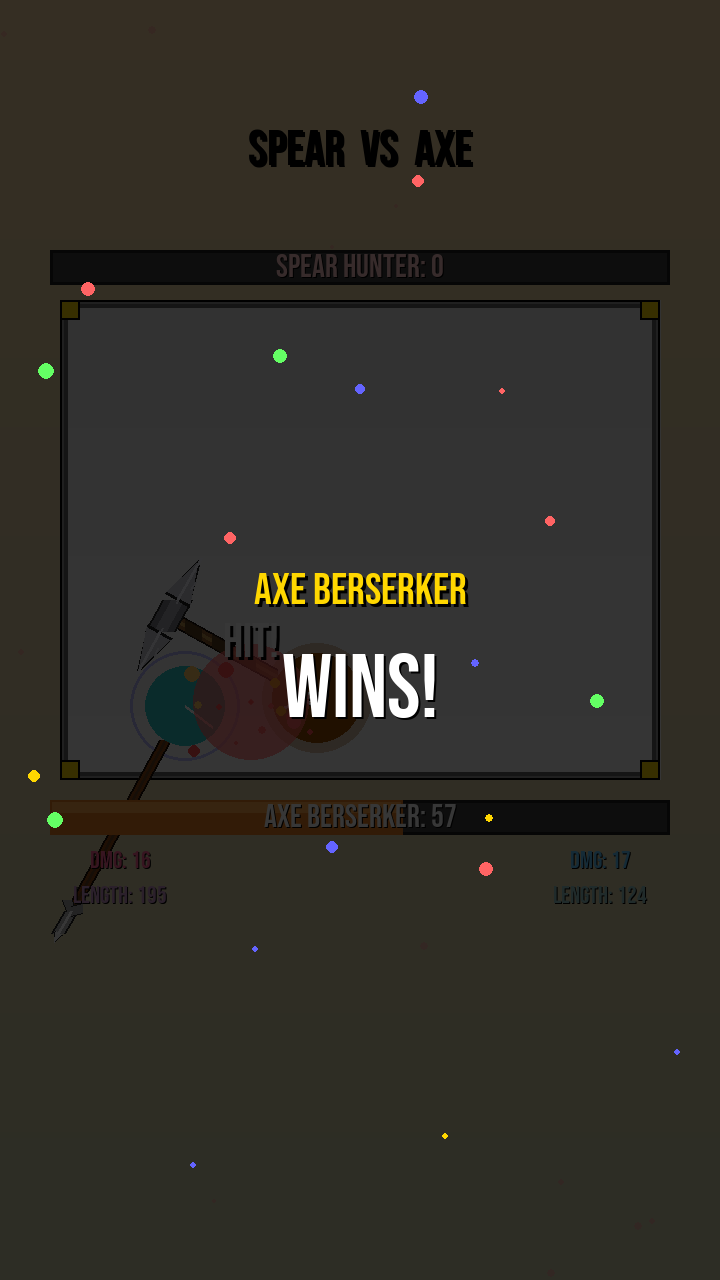 SPEAR VS AXE
SPEAR HUNTER: 0
AXE BERSERKER
HIT!
WINS!
AXE BERSERKER: 57
DMG: 16
DMG: 17
LENGTH: 195
LENGTH: 124